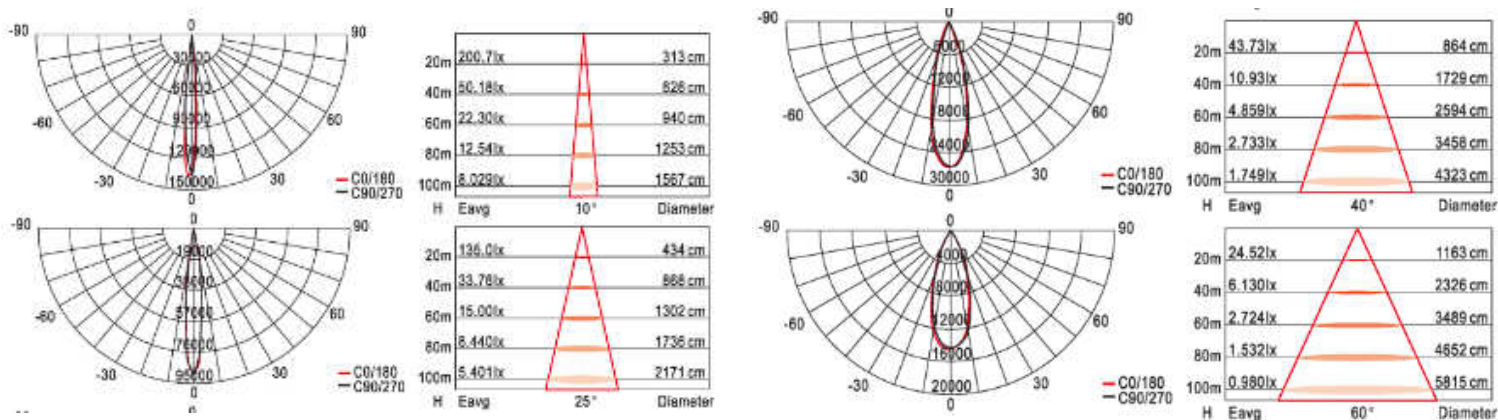 0
-90 90
30000
60000
-60 60
90000
120000
-30 30
150000
0
C0/180
C90/270
20m 200.7lx 313 cm
40m 50.18lx 626 cm
60m 22.30lx 940 cm
80m 12.54lx 1253 cm
100m 8.029lx 1567 cm
H Eavg 10° Diameter
0
-90 90
6000
12000
-60 60
18000
24000
-30 30
30000
0
C0/180
C90/270
20m 43.73lx 864 cm
40m 10.93lx 1729 cm
60m 4.859lx 2594 cm
80m 2.733lx 3458 cm
100m 1.749lx 4323 cm
H Eavg 40° Diameter
0
-90 90
19000
38000
-60 60
57000
76000
-30 30
95000
0
C0/180
C90/270
20m 135.0lx 434 cm
40m 33.76lx 868 cm
60m 15.00lx 1302 cm
80m 8.440lx 1736 cm
100m 5.401lx 2171 cm
H Eavg 25° Diameter
0
-90 90
4000
8000
-60 60
12000
16000
-30 30
20000
0
C0/180
C90/270
20m 24.52lx 1163 cm
40m 6.130lx 2326 cm
60m 2.724lx 3489 cm
80m 1.532lx 4652 cm
100m 0.980lx 5815 cm
H Eavg 60° Diameter